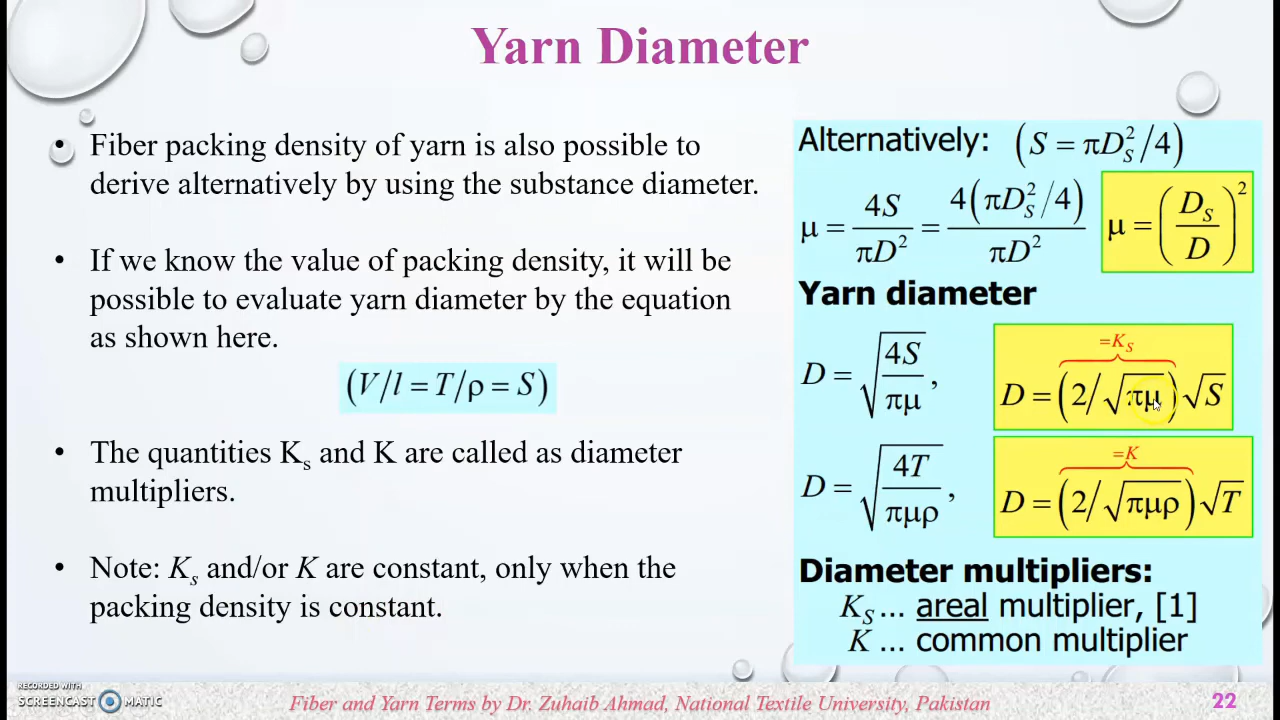 Yarn Diameter
• Fiber packing density of yarn is also possible to
derive alternatively by using the substance diameter.
• If we know the value of packing density, it will be
possible to evaluate yarn diameter by the equation
as shown here.
(V/l = T/ρ = S)
• The quantities Kₛ and K are called as diameter
multipliers.
• Note: Kₛ and/or K are constant, only when the
packing density is constant.
Alternatively: (S = πD_S²/4)
μ = 4S/πD² = 4(πD_S²/4)/πD²
μ = (D_S/D)²
Yarn diameter
D = √(4S/πμ),
=K_S
D = (2/√πμ)√S
D = √(4T/πμρ),
=K
D = (2/√πμρ)√T
Diameter multipliers:
K_S ... areal multiplier, [1]
K ... common multiplier
RECORDED WITH
SCREENCAST MATIC
Fiber and Yarn Terms by Dr. Zuhaib Ahmad, National Textile University, Pakistan
22